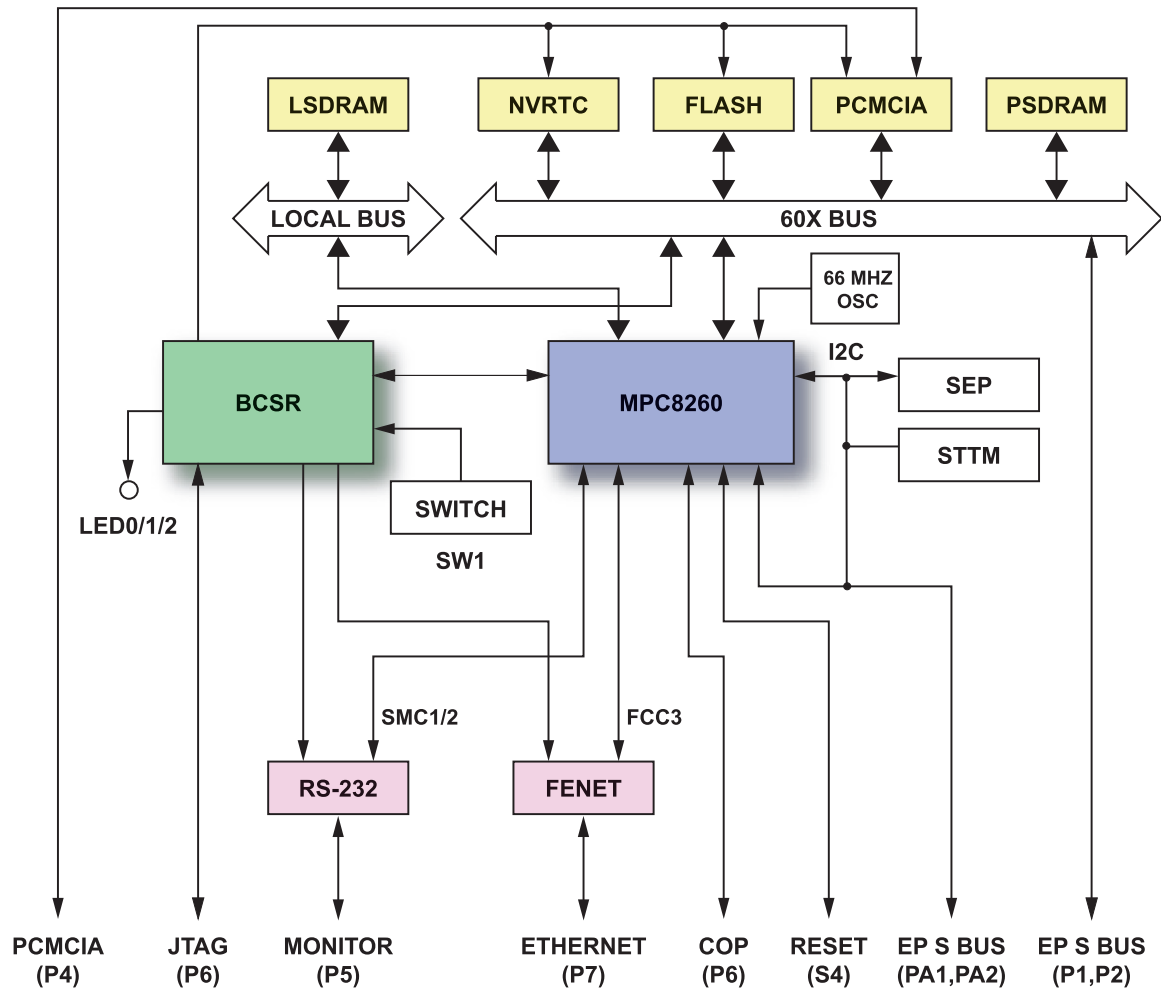 LSDRAM
NVRTC
FLASH
PCMCIA
PSDRAM
LOCAL BUS
60X BUS
66 MHZ
OSC
I2C
BCSR
MPC8260
SEP
STTM
SWITCH
SW1
LED0/1/2
SMC1/2
FCC3
RS-232
FENET
PCMCIA
(P4)
JTAG
(P6)
MONITOR
(P5)
ETHERNET
(P7)
COP
(P6)
RESET
(S4)
EP S BUS
(PA1,PA2)
EP S BUS
(P1,P2)